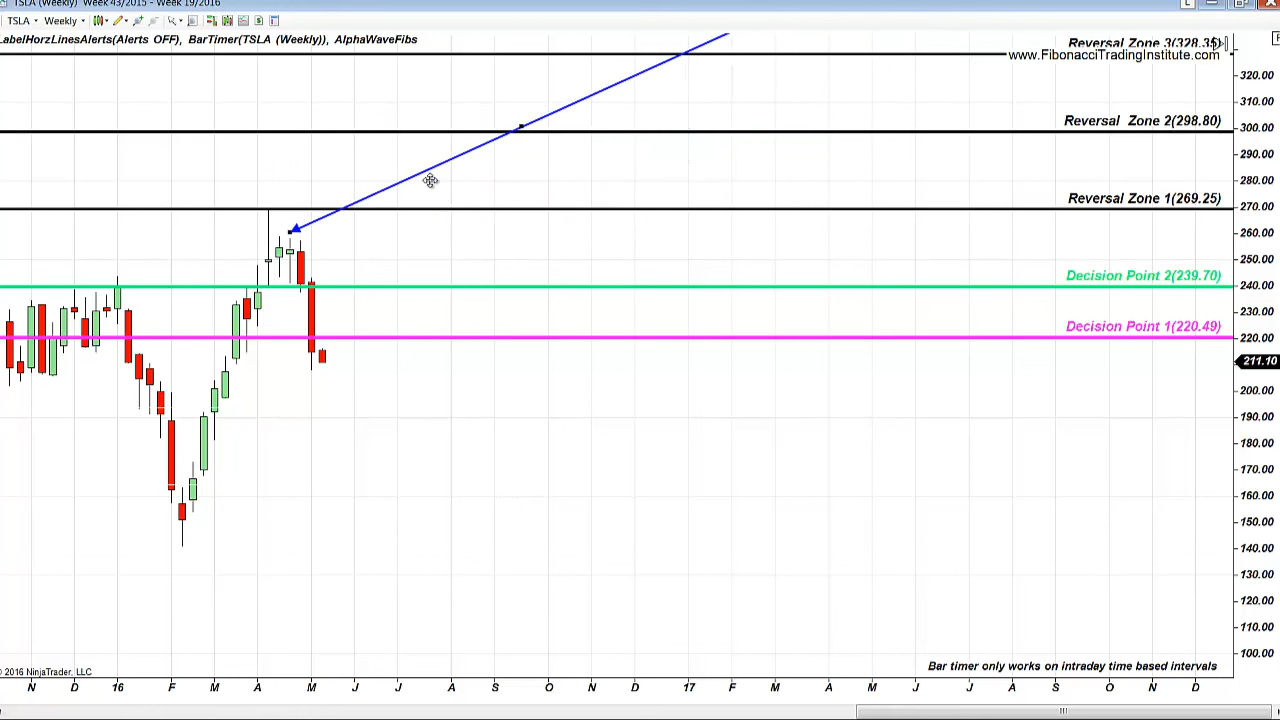 TSLA (Weekly) Week 43/2015 - Week 19/2016
TSLA Weekly
LabelHorzLinesAlerts(Alerts OFF), BarTimer(TSLA (Weekly)), AlphaWaveFibs
Reversal Zone 3(328.35)
www.FibonacciTradingInstitute.com
320.00
310.00
Reversal Zone 2(298.80)
300.00
290.00
280.00
Reversal Zone 1(269.25)
270.00
260.00
250.00
Decision Point 2(239.70)
240.00
230.00
Decision Point 1(220.49)
220.00
211.10
200.00
190.00
180.00
170.00
160.00
150.00
140.00
130.00
120.00
110.00
100.00
Bar timer only works on intraday time based intervals
© 2016 NinjaTrader, LLC
N D 16 F M A M J J A S O N D 17 F M A M J J A S O N D